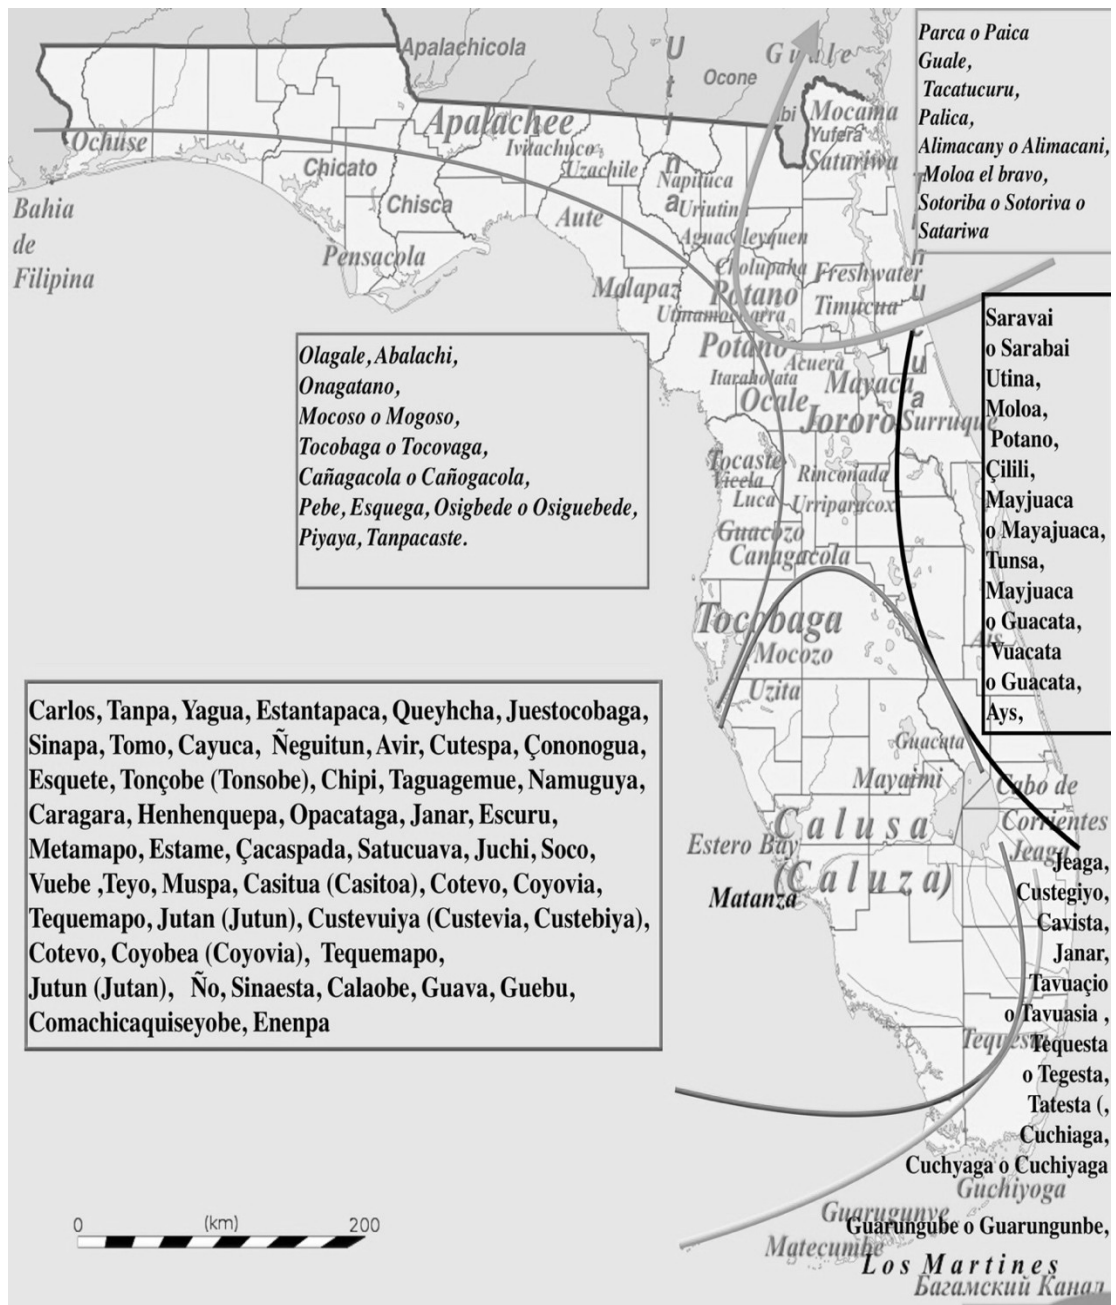 Apalachicola
Guale
Ocone
Mocama
Yufera
Satariwa
Apalachee
Ivitachuco
Uzachile
Ochuse
Chicato
Chisca
Aute
Napituca
Uriutin
Pensacola
Bahia
de
Filipina
Cholupaha
Freshwater
Timucua
Malapaz
Potano
Potano
Acuera
Itaraholata
Mayaca
Ocale
Jororo
Surruque
Tocaste
Vicela
Luca
Rinconada
Urriparacoxi
Guacozo
Canagacola
Tocobaga
Mocozo
Uzita
Ais
Guacata
Mayaimi
Cabo de
Corrientes
Jeaga
Calusa
(Caluza)
Estero Bay
Matanza
Tequesta
Guchiyoga
Guarugunve
Matecumbe
Los Martines
Багамский Канал
Parca o Paica
Guale,
Tacatucuru,
Palica,
Alimacany o Alimacani,
Moloa el bravo,
Sotoriba o Sotoriva o
Satariwa
Saravai
o Sarabai
Utina,
Moloa,
Potano,
Çilili,
Mayjuaca
o Mayajuaca,
Tunsa,
Mayjuaca
o Guacata,
Vuacata
o Guacata,
Ays,
Olagale, Abalachi,
Onagatano,
Mocoso o Mogoso,
Tocobaga o Tocovaga,
Cañagacola o Cañogacola,
Pebe, Esquega, Osigbede o Osiguebede,
Piyaya, Tanpacaste.
Carlos, Tanpa, Yagua, Estantapaca, Queyhcha, Juestocobaga,
Sinapa, Tomo, Cayuca, Ñeguitun, Avir, Cutespa, Çononogua,
Esquete, Tonçobe (Tonsobe), Chipi, Taguagemue, Namuguya,
Caragara, Henhenquepa, Opacataga, Janar, Escuru,
Metamapo, Estame, Çacaspada, Satucuava, Juchi, Soco,
Vuebe ,Teyo, Muspa, Casitua (Casitoa), Cotevo, Coyovia,
Tequemapo, Jutan (Jutun), Custevuiya (Custevia, Custebiya),
Cotevo, Coyobea (Coyovia), Tequemapo,
Jutun (Jutan), Ño, Sinaesta, Calaobe, Guava, Guebu,
Comachicaquiseyobe, Enenpa
Jeaga,
Custegiyo,
Cavista,
Janar,
Tavuaçio
o Tavuasia ,
Tequesta
o Tegesta,
Tatesta (,
Cuchiaga,
Cuchyaga o Cuchiyaga
Guarungube o Guarungunbe,
0 (km) 200